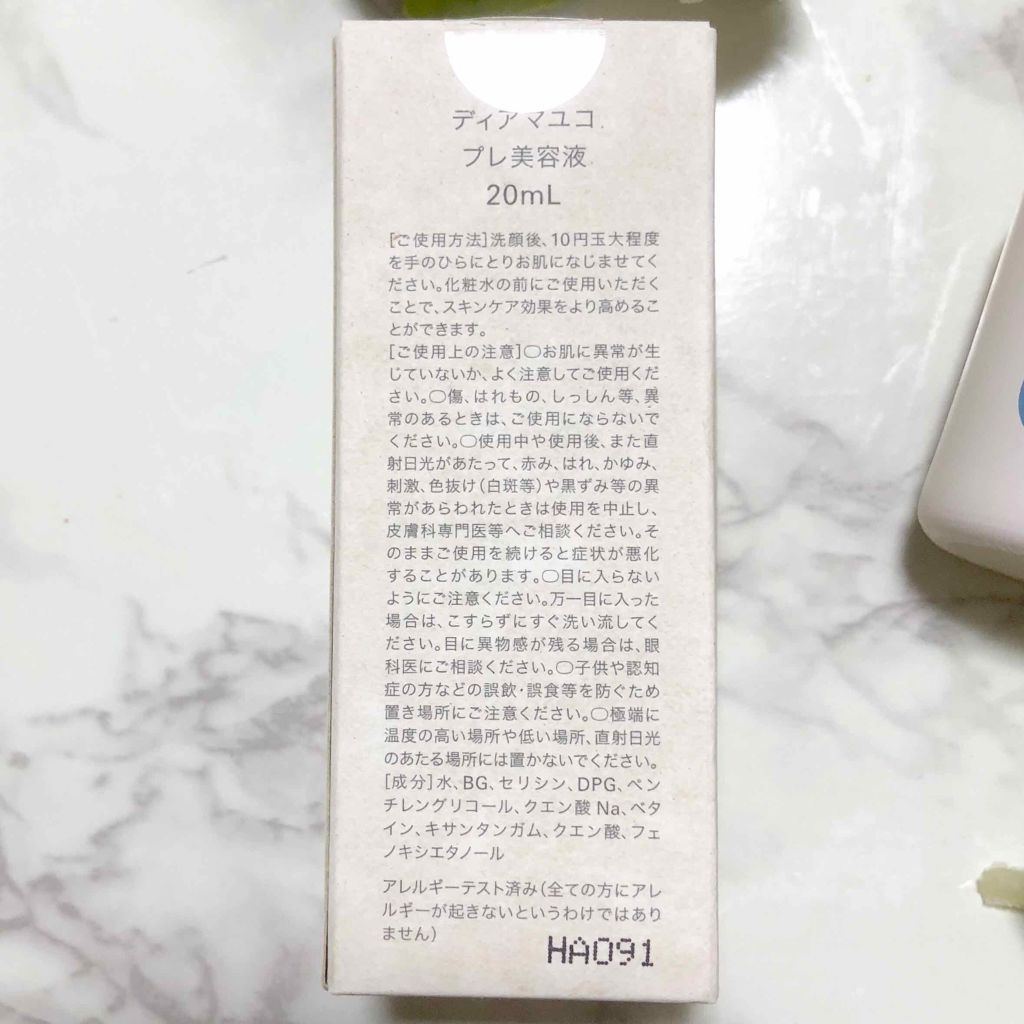 ディアマユコ
プレ美容液
20mL
[ご使用方法]洗顔後、10円玉大程度
を手のひらにとりお肌になじませてく
ださい。化粧水の前にご使用いただく
ことで、スキンケア効果をより高めるこ
とができます。
[ご使用上の注意]〇お肌に異常が生
じていないか、よく注意してご使用くだ
さい。〇傷、はれもの、しっしん等、異
常のあるときは、ご使用にならないで
ください。〇使用中や使用後、また直
射日光があたって、赤み、はれ、かゆみ、
刺激、色抜け(白斑等)や黒ずみ等の異
常があらわれたときは使用を中止し、
皮膚科専門医等へご相談ください。そ
のままご使用を続けると症状が悪化
することがあります。〇目に入らない
ようにご注意ください。万一目に入った
場合は、こすらずにすぐ洗い流してく
ださい。目に異物感が残る場合は、眼
科医にご相談ください。〇子供や認知
症の方などの誤飲・誤食等を防ぐため
置き場所にご注意ください。〇極端に
温度の高い場所や低い場所、直射日光
のあたる場所には置かないでください。
[成分]水、BG、セリシン、DPG、ペン
チレングリコール、クエン酸Na、ベタ
イン、キサンタンガム、クエン酸、フェ
ノキシエタノール
アレルギーテスト済み(全ての方にアレ
ルギーが起きないというわけではあり
ません)
HA091